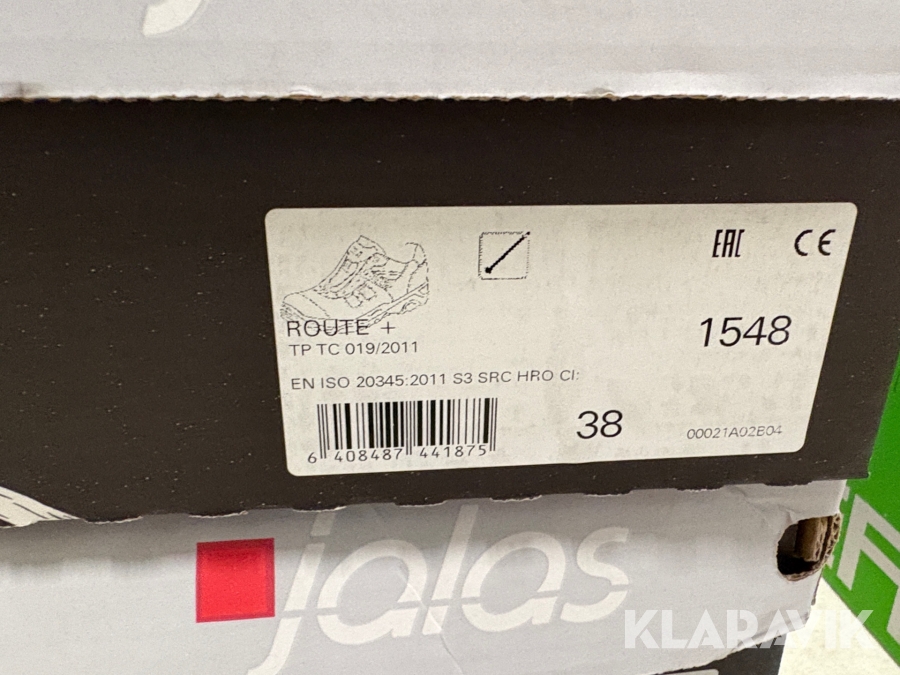 EAC CE
ROUTE +
1548
TP TC 019/2011
EN ISO 20345:2011 S3 SRC HRO CI:
38
00021A02B04
6 408487 441875
jalas
KLARAVIK